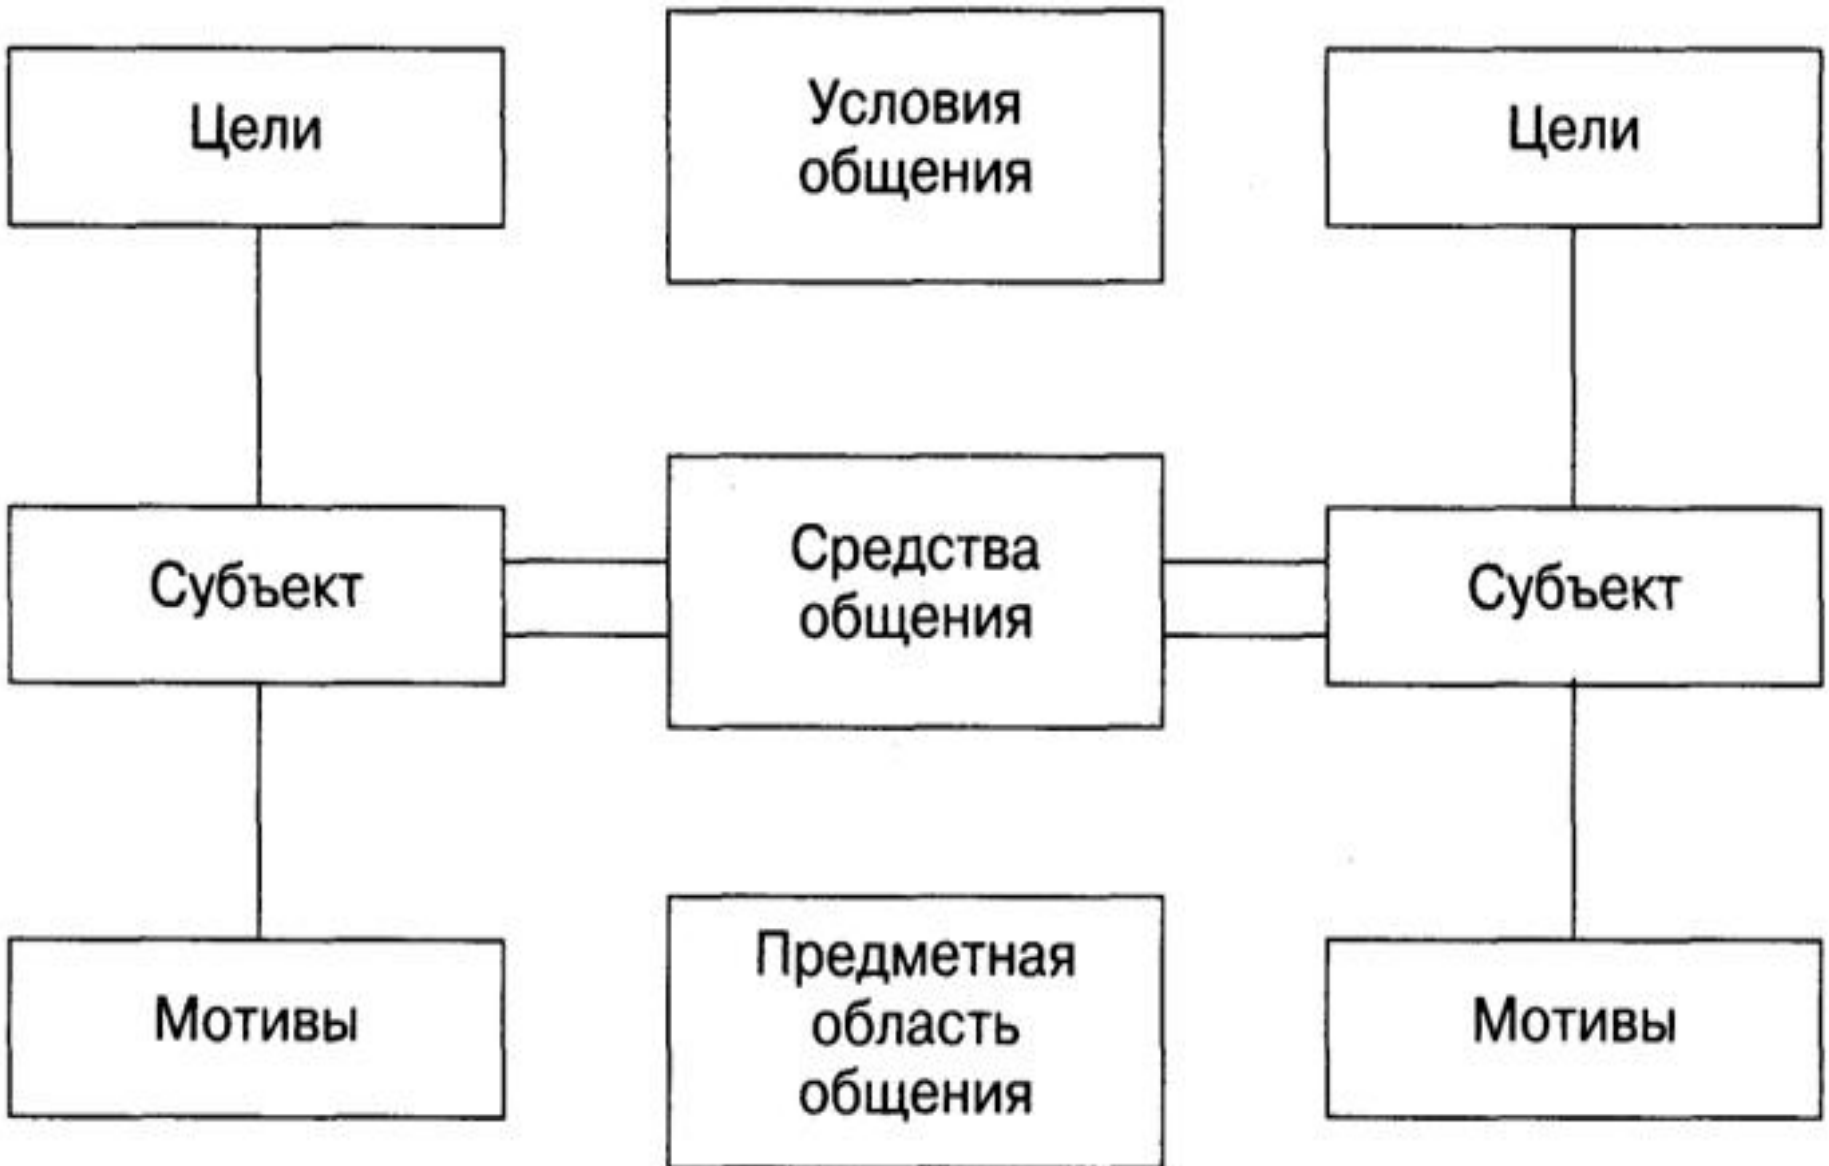 Цели
Условия
общения
Цели
Субъект
Средства
общения
Субъект
Мотивы
Предметная
область
общения
Мотивы